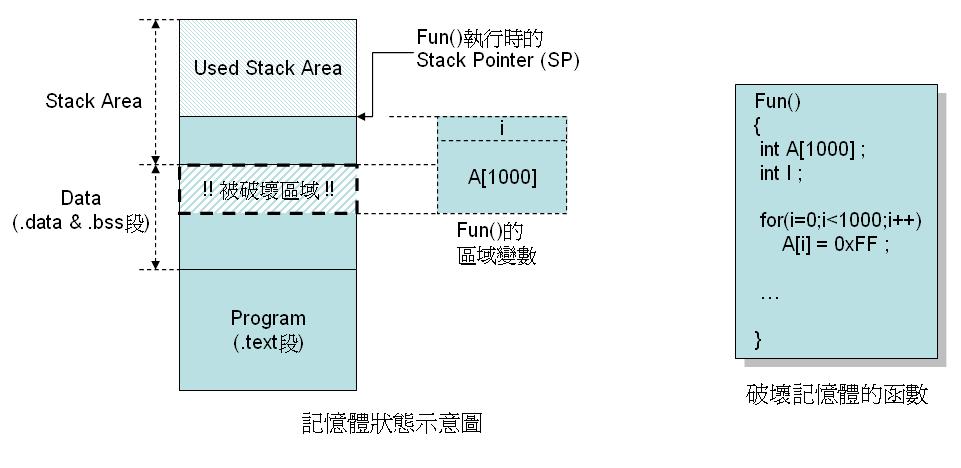 Fun()執行時的
Stack Pointer (SP)
Used Stack Area
Stack Area
i
A[1000]
!! 被破壞區域 !!
Data
(.data & .bss段)
Fun()的
區域變數
Program
(.text段)
記憶體狀態示意圖
Fun()
{
int A[1000] ;
int I ;
for(i=0;i<1000;i++)
A[i] = 0xFF ;
…
}
破壞記憶體的函數